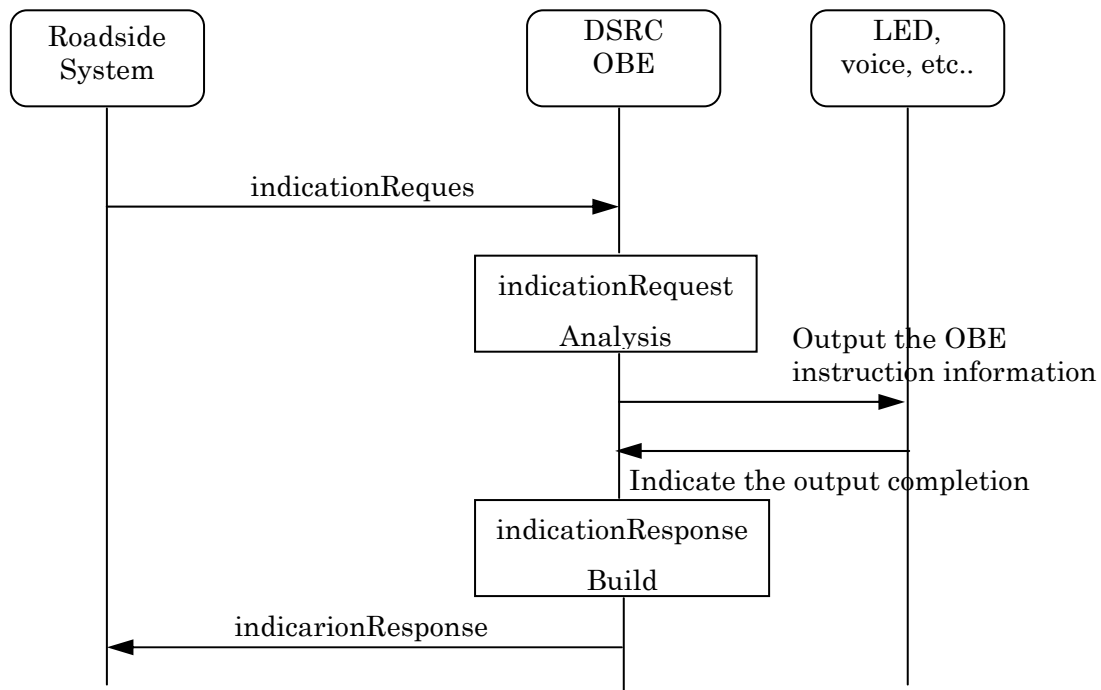 Roadside
System
DSRC
OBE
LED,
voice, etc..
indicationReques
indicationRequest
Analysis
Output the OBE
instruction information
Indicate the output completion
indicationResponse
Build
indicarionResponse